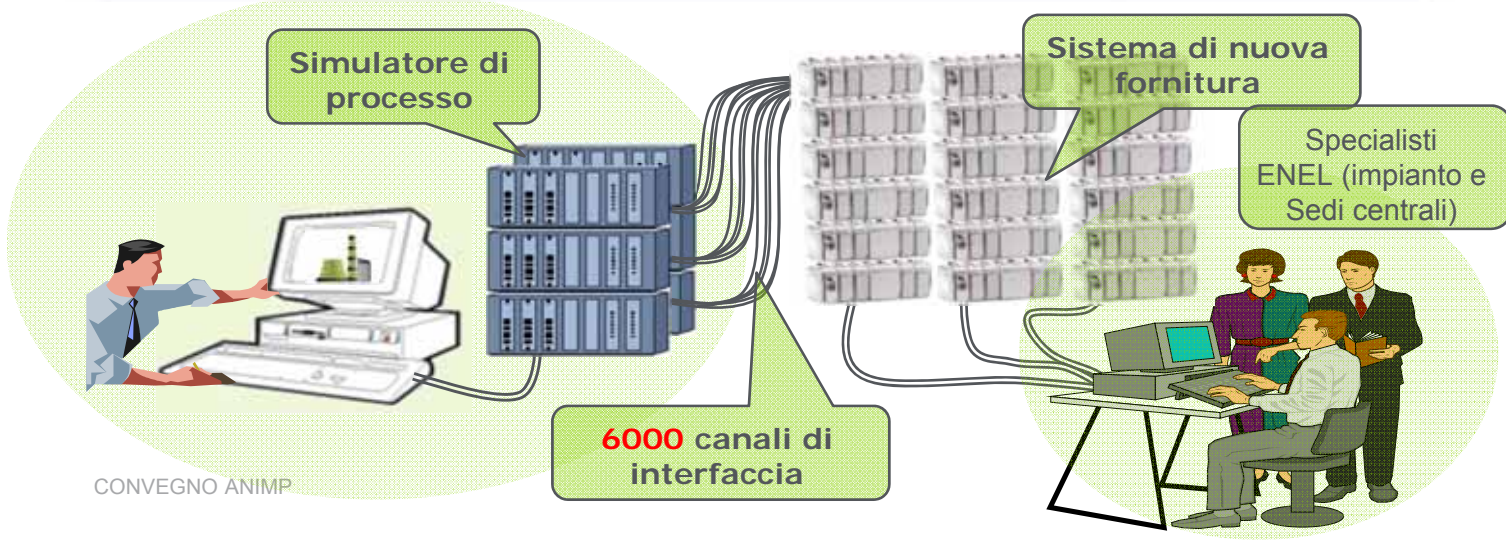 Simulatore di
processo
Sistema di nuova
fornitura
Specialisti
ENEL (impianto e
Sedi centrali)
6000 canali di
interfaccia
CONVEGNO ANIMP